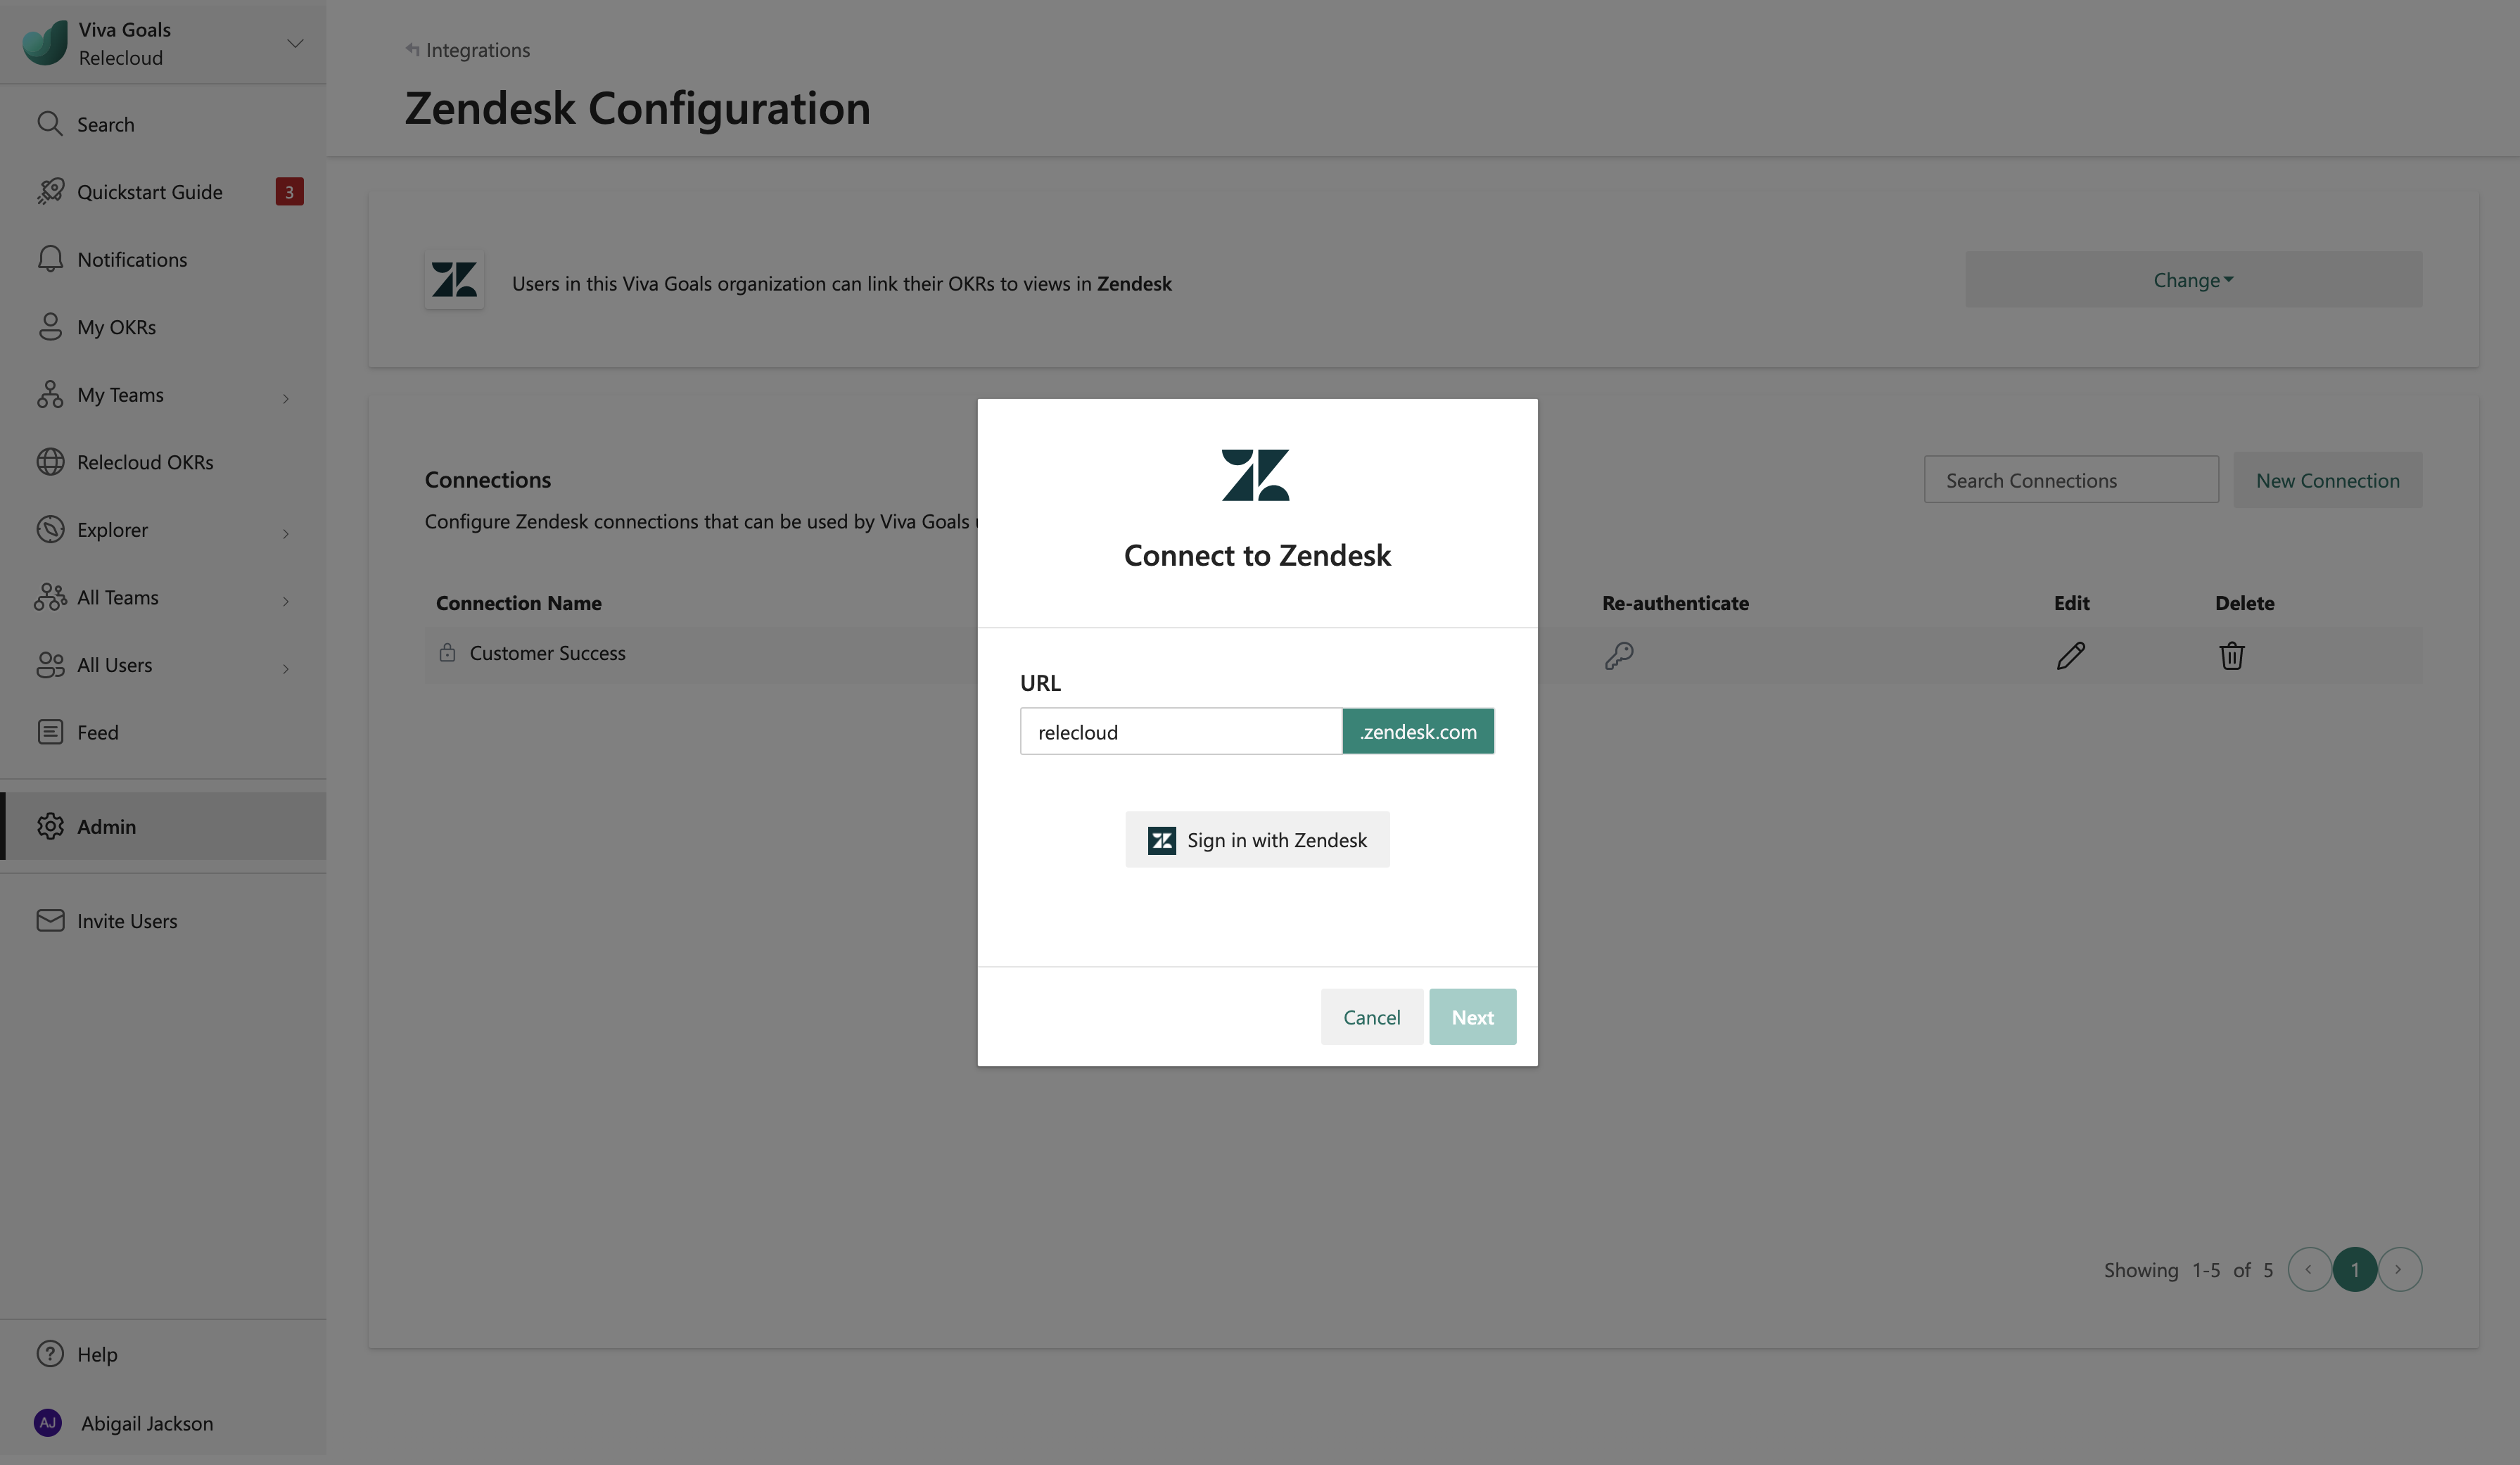 Viva Goals
Relecloud
Search
Quickstart Guide
3
Notifications
My OKRs
My Teams
Relecloud OKRs
Explorer
All Teams
All Users
Feed
Admin
Invite Users
Help
AJ
Abigail Jackson
Integrations
Zendesk Configuration
Users in this Viva Goals organization can link their OKRs to views in Zendesk
Change
Connections
Configure Zendesk connections that can be used by Viva Goals
Search Connections
New Connection
Connection Name
Re-authenticate
Edit
Delete
Customer Success
Showing 1-5 of 5
1
Connect to Zendesk
URL
relecloud
.zendesk.com
Sign in with Zendesk
Cancel
Next